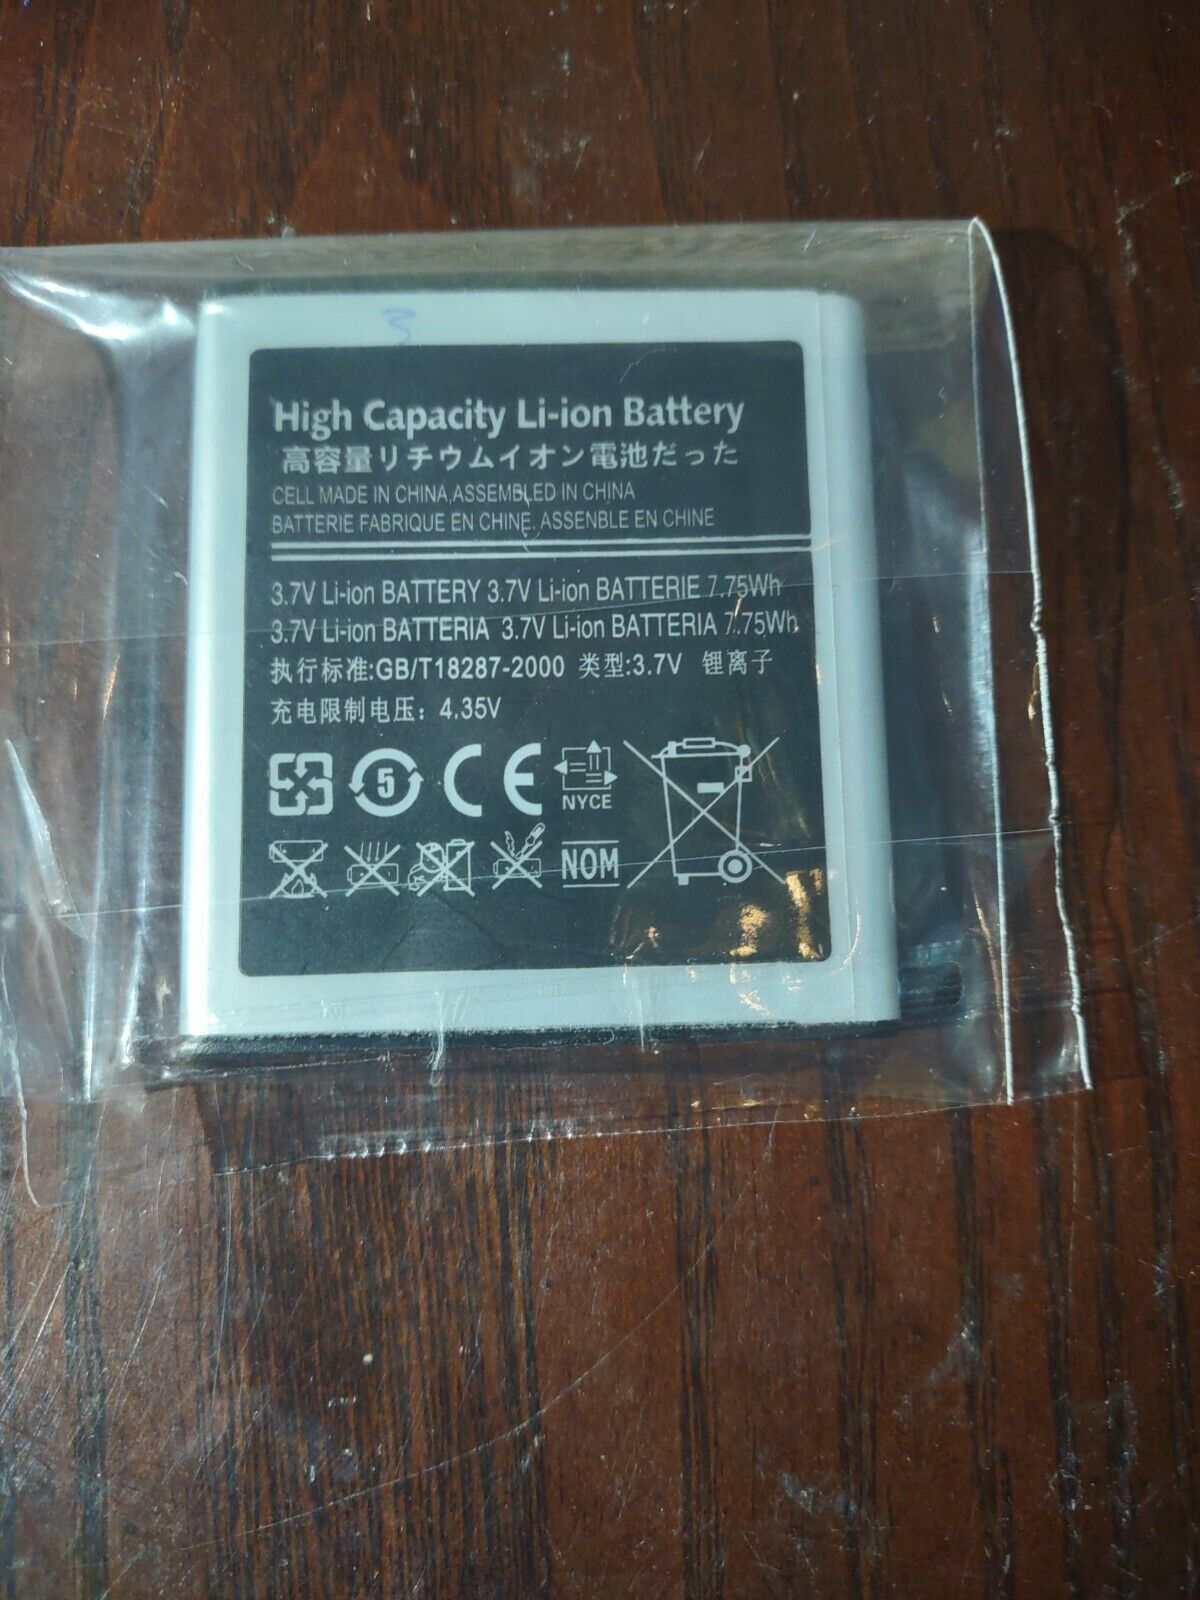 3
High Capacity Li-ion Battery
高容量リチウムイオン電池だった
CELL MADE IN CHINA,ASSEMBLED IN CHINA
BATTERIE FABRIQUE EN CHINE, ASSENBLE EN CHINE
3.7V Li-ion BATTERY 3.7V Li-ion BATTERIE 7.75Wh
3.7V Li-ion BATTERIA 3.7V Li-ion BATTERIA 7.75Wh
执行标准:GB/T18287-2000 类型:3.7V 锂离子
充电限制电压: 4.35V
5 CE NYCE
NOM